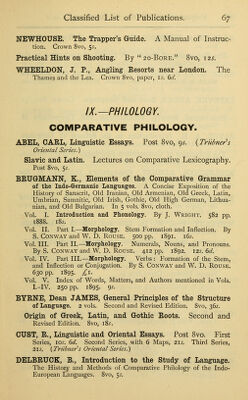 Classified List of Publications. 67
NEWHOUSE. The Trapper's Guide. A Manual of Instruc-
tion. Crown 8vo, 5s.
Practical Hints on Shooting. By "20-BORE." 8vo, 12s.
WHEELDON, J. P., Angling Resorts near London. The
Thames and the Lea. Crown 8vo, paper, 1s. 6d.
IX.—PHILOLOGY.
COMPARATIVE PHILOLOGY.
ABEL, CARL, Linguistic Essays. Post 8vo, 9s. (Trübner's
Oriental Series.)
Slavic and Latin. Lectures on Comparative Lexicography.
Post 8vo, 5s.
BRUGMANN, K., Elements of the Comparative Grammar
of the Indo-Germanic Languages. A Concise Exposition of the
History of Sanscrit, Old Iranian, Old Armenian, Old Greek, Latin,
Umbrian, Samnitic, Old Irish, Gothic, Old High German, Lithua-
nian, and Old Bulgarian. In 5 vols. 8vo, cloth.
Vol. I. Introduction and Phonology. By J. WRIGHT. 582 pp.
1888. 18s.
Vol. II. Part I.—Morphology. Stem Formation and Inflection. By
S. CONWAY and W. D. ROUSE. 500 pp. 1891. 16s.
Vol. III. Part II.—Morphology. Numerals, Nouns, and Pronouns.
By S. CONWAY and W. D. ROUSE. 412 pp. 1892. 12s. 6d.
Vol. IV. Part III.—Morphology. Verbs: Formation of the Stem,
and Inflection or Conjugation. By S. CONWAY and W. D. ROUSE.
630 pp. 1895. £1.
Vol. V. Index of Words, Matters, and Authors mentioned in Vols.
I.-IV. 250 pp. 1895. 9s.
BYRNE, Dean JAMES, General Principles of the Structure
of Language. 2 vols. Second and Revised Edition. 8vo, 36s.
Origin of Greek, Latin, and Gothic Roots. Second and
Revised Edition. 8vo, 18s.
CUST, R., Linguistic and Oriental Essays. Post 8vo. First
Series, 10s. 6d. Second Series, with 6 Maps, 21s. Third Series,
21s. (Trübner's Oriental Series.)
DELBRUCK, B., Introduction to the Study of Language.
The History and Methods of Comparative Philology of the Indo-
European Languages. 8vo, 5s.